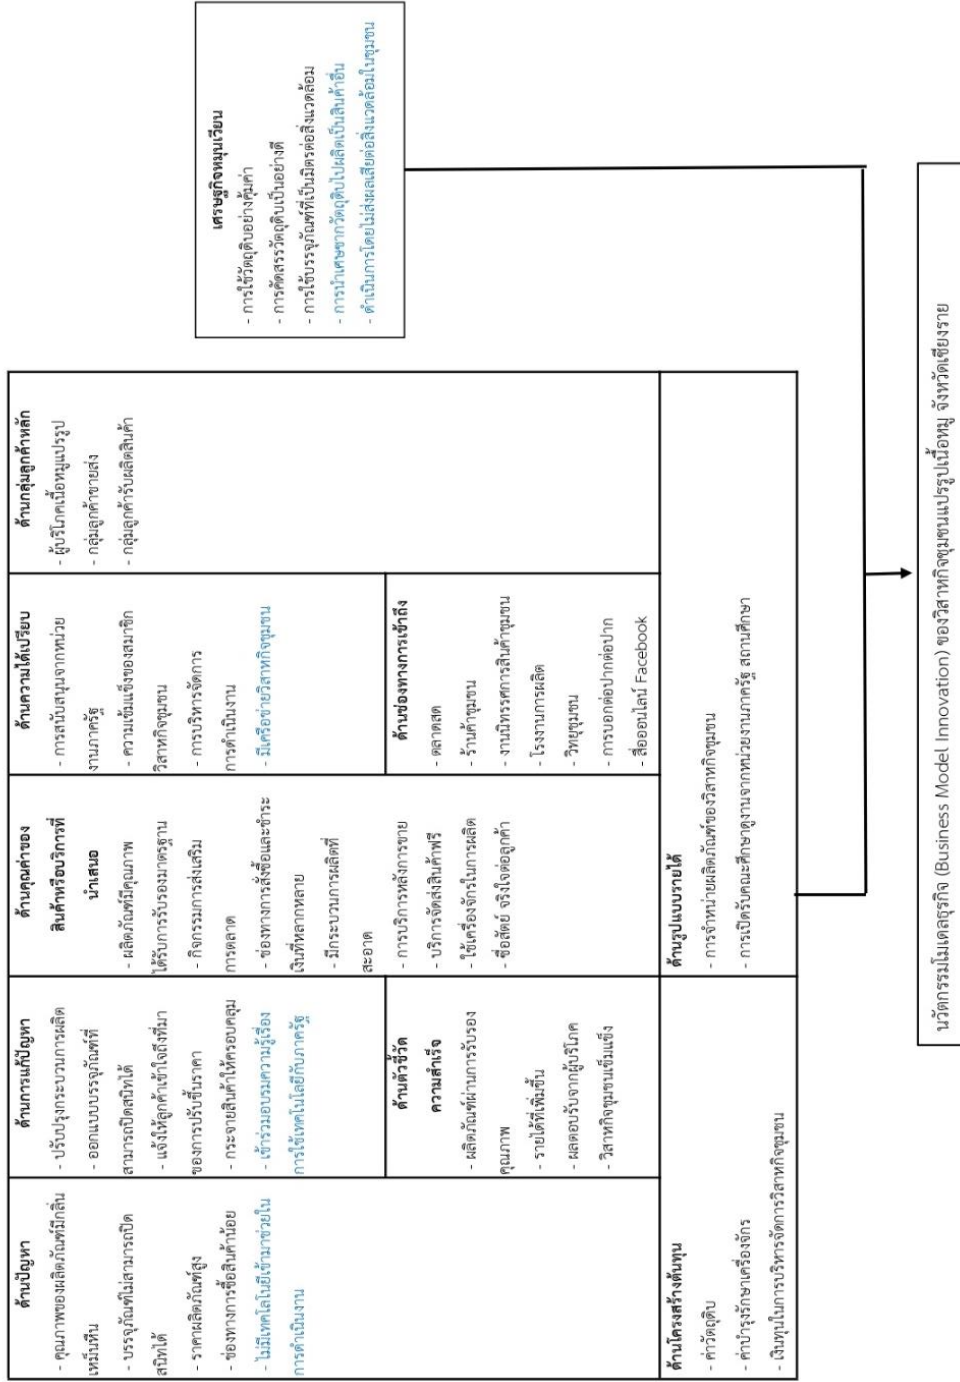 ด้านปัญหา
- คุณภาพของผลิตภัณฑ์มีกลิ่น
เหม็นหืน
- บรรจุภัณฑ์ไม่สามารถปิด
สนิทได้
- ราคาผลิตภัณฑ์สูง
- ช่องทางการซื้อสินค้าน้อย
- ไม่มีเทคโลโนยีเข้ามาช่วยใน
การดำเนินงาน
ด้านการแก้ปัญหา
- ปรับปรุงกระบวนการผลิต
- ออกแบบบรรจุภัณฑ์ที่
สามารถปิดสนิทได้
- แจ้งให้ลูกค้าเข้าใจถึงที่มา
ของการปรับขึ้นราคา
- กระจายสินค้าให้ครอบคลุม
- เข้าร่วมอบรมความรู้เรื่อง
การใช้เทคโนโลยีกับภาครัฐ
ด้านตัวชี้วัด
ความสำเร็จ
- ผลิตภัณฑ์ผ่านการรับรอง
คุณภาพ
- รายได้ที่เพิ่มขึ้น
- ผลตอบรับจากผู้บริโภค
- วิสาหกิจชุมชนเข้มแข็ง
ด้านคุณค่าของ
สินค้าหรือบริการที่
นำเสนอ
- ผลิตภัณฑ์มีคุณภาพ
ได้รับการรับรองมาตรฐาน
- กิจกรรมการส่งเสริม
การตลาด
- ช่องทางการสั่งซื้อและชำระ
เงินที่หลากหลาย
- มีกระบวนการผลิตที่
สะอาด
- การบริการหลังการขาย
- บริการจัดส่งสินค้าฟรี
- ใช้เครื่องจักรในการผลิต
- ซื่อสัตย์ จริงใจต่อลูกค้า
ด้านความได้เปรียบ
- การสนับสนุนจากหน่วย
งานภาครัฐ
- ความเข้มแข็งของสมาชิก
วิสาหกิจชุมชน
- การบริหารจัดการ
การดำเนินงาน
- มีเครือข่ายวิสาหกิจชุมชน
ด้านช่องทางการเข้าถึง
- ตลาดสด
- ร้านค้าชุมชน
- งานนิทรรศการสินค้าชุมชน
- โรงงานการผลิต
- วิทยุชุมชน
- การบอกต่อปากต่อปาก
- สื่อออนไลน์ Facebook
ด้านกลุ่มลูกค้าหลัก
- ผู้บริโภคเนื้อหมูแปรรูป
- กลุ่มลูกค้าขายส่ง
- กลุ่มลูกค้ารับผลิตสินค้า
ด้านโครงสร้างต้นทุน
- ค่าวัตถุดิบ
- ค่าบำรุงรักษาเครื่องจักร
- เงินทุนในการบริหารจัดการวิสาหกิจชุมชน
ด้านรูปแบบรายได้
- การจำหน่ายผลิตภัณฑ์ของวิสาหกิจชุมชน
- การเปิดรับคณะศึกษาดูงานจากหน่วยงานภาครัฐ สถานศึกษา
เศรษฐกิจหมุนเวียน
- การใช้วัตถุดิบอย่างคุ้มค่า
- การคัดสรรวัตถุดิบเป็นอย่างดี
- การใช้บรรจุภัณฑ์ที่เป็นมิตรต่อสิ่งแวดล้อม
- การนำเศษซากวัตถุดิบไปผลิตเป็นสินค้าอื่น
- ดำเนินการโดยไม่ส่งผลเสียต่อสิ่งแวดล้อมในชุมชน
นวัตกรรมโมเดลธุรกิจ (Business Model Innovation) ของวิสาหกิจชุมชนแปรรูปเนื้อหมู จังหวัดเชียงราย